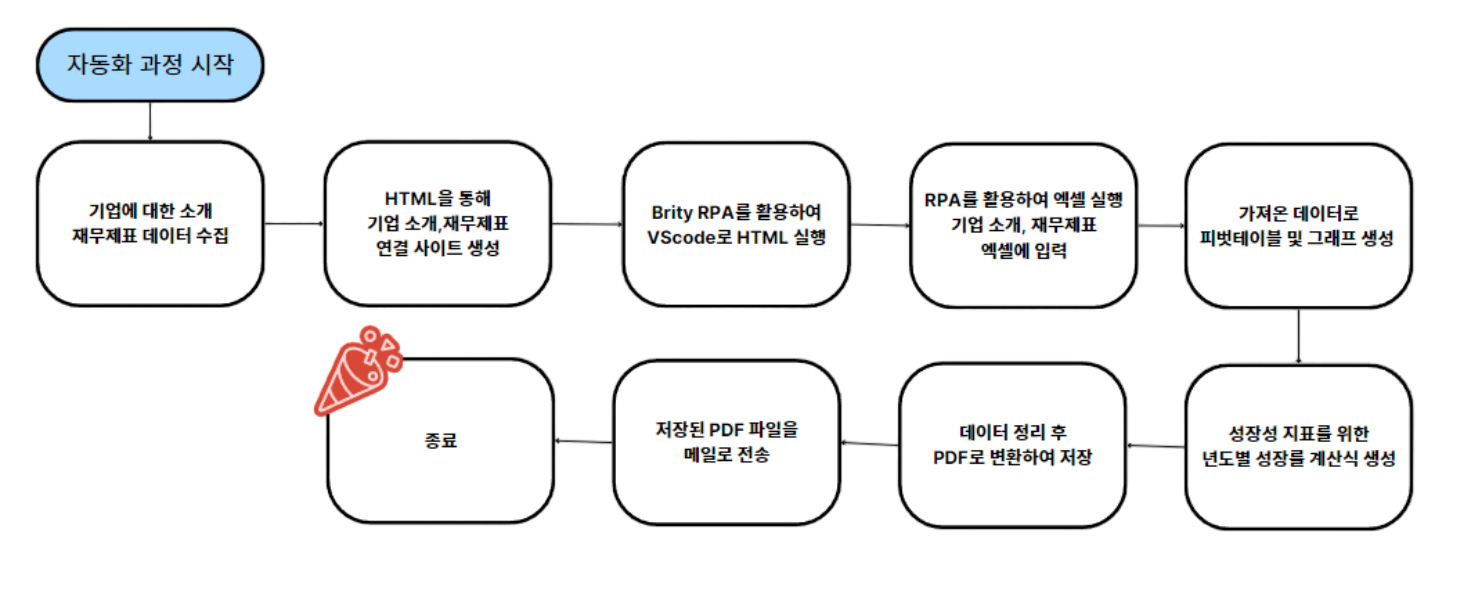 자동화 과정 시작
기업에 대한 소개
재무제표 데이터 수집
HTML을 통해
기업 소개,재무제표
연결 사이트 생성
Brity RPA를 활용하여
VScode로 HTML 실행
RPA를 활용하여 엑셀 실행
기업 소개, 재무제표
엑셀에 입력
가져온 데이터로
피벗테이블 및 그래프 생성
성장성 지표를 위한
년도별 성장률 계산식 생성
데이터 정리 후
PDF로 변환하여 저장
저장된 PDF 파일을
메일로 전송
종료